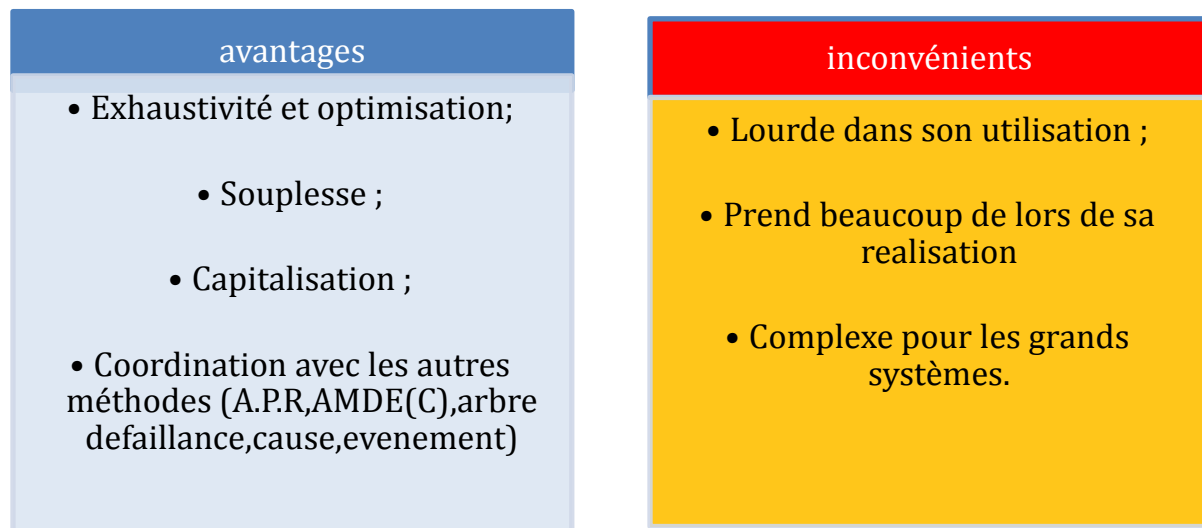 avantages
• Exhaustivité et optimisation;
• Souplesse ;
• Capitalisation ;
• Coordination avec les autres
méthodes (A.P.R,AMDE(C),arbre
defaillance,cause,evenement)
inconvénients
• Lourde dans son utilisation ;
• Prend beaucoup de lors de sa
realisation
• Complexe pour les grands
systèmes.